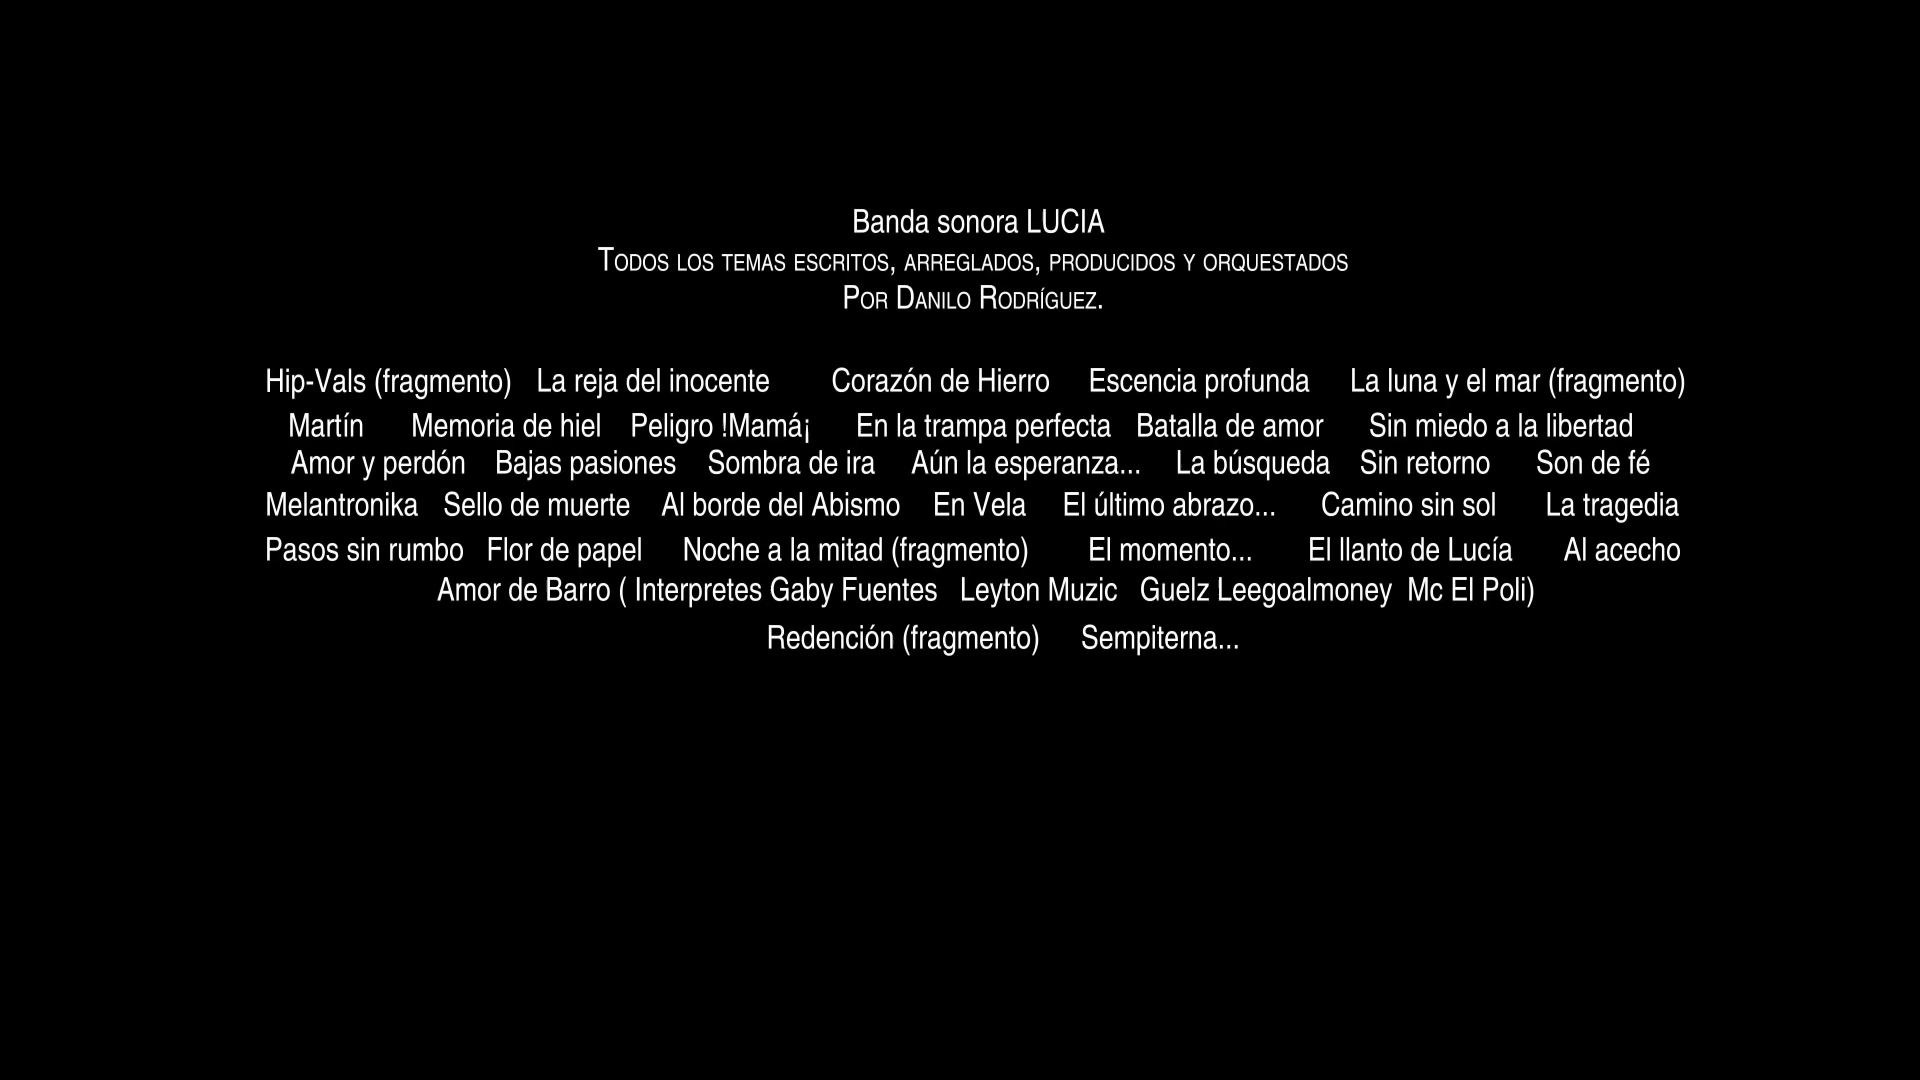 Banda sonora LUCIA
Todos los temas escritos, arreglados, producidos y orquestados
Por Danilo Rodríguez.
Hip-Vals (fragmento) La reja del inocente Corazón de Hierro Escencia profunda La luna y el mar (fragmento)
Martín Memoria de hiel Peligro !Mamá¡ En la trampa perfecta Batalla de amor Sin miedo a la libertad
Amor y perdón Bajas pasiones Sombra de ira Aún la esperanza... La búsqueda Sin retorno Son de fé
Melantronika Sello de muerte Al borde del Abismo En Vela El último abrazo... Camino sin sol La tragedia
Pasos sin rumbo Flor de papel Noche a la mitad (fragmento) El momento... El llanto de Lucía Al acecho
Amor de Barro ( Interpretes Gaby Fuentes Leyton Muzic Guelz Leegoalmoney Mc El Poli)
Redención (fragmento) Sempiterna...